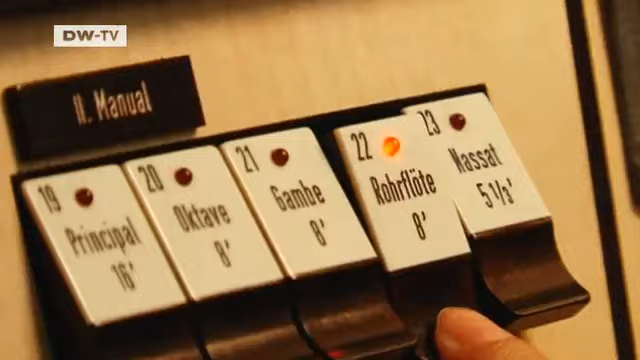 DW-TV
II. Manual
19
Principal
16'
20
Oktave
8'
21
Gambe
8'
22
Rohrflöte
8'
23
Nassat
5 1/3'